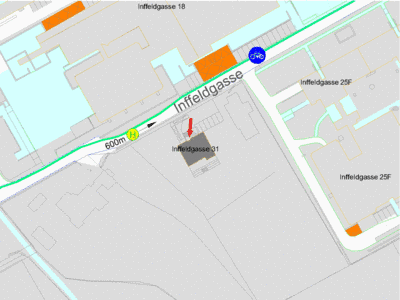 Inffeldgasse 18
Inffeldgasse
Inffeldgasse 25F
600m
H
Inffeldgasse 31
Inffeldgasse 25F